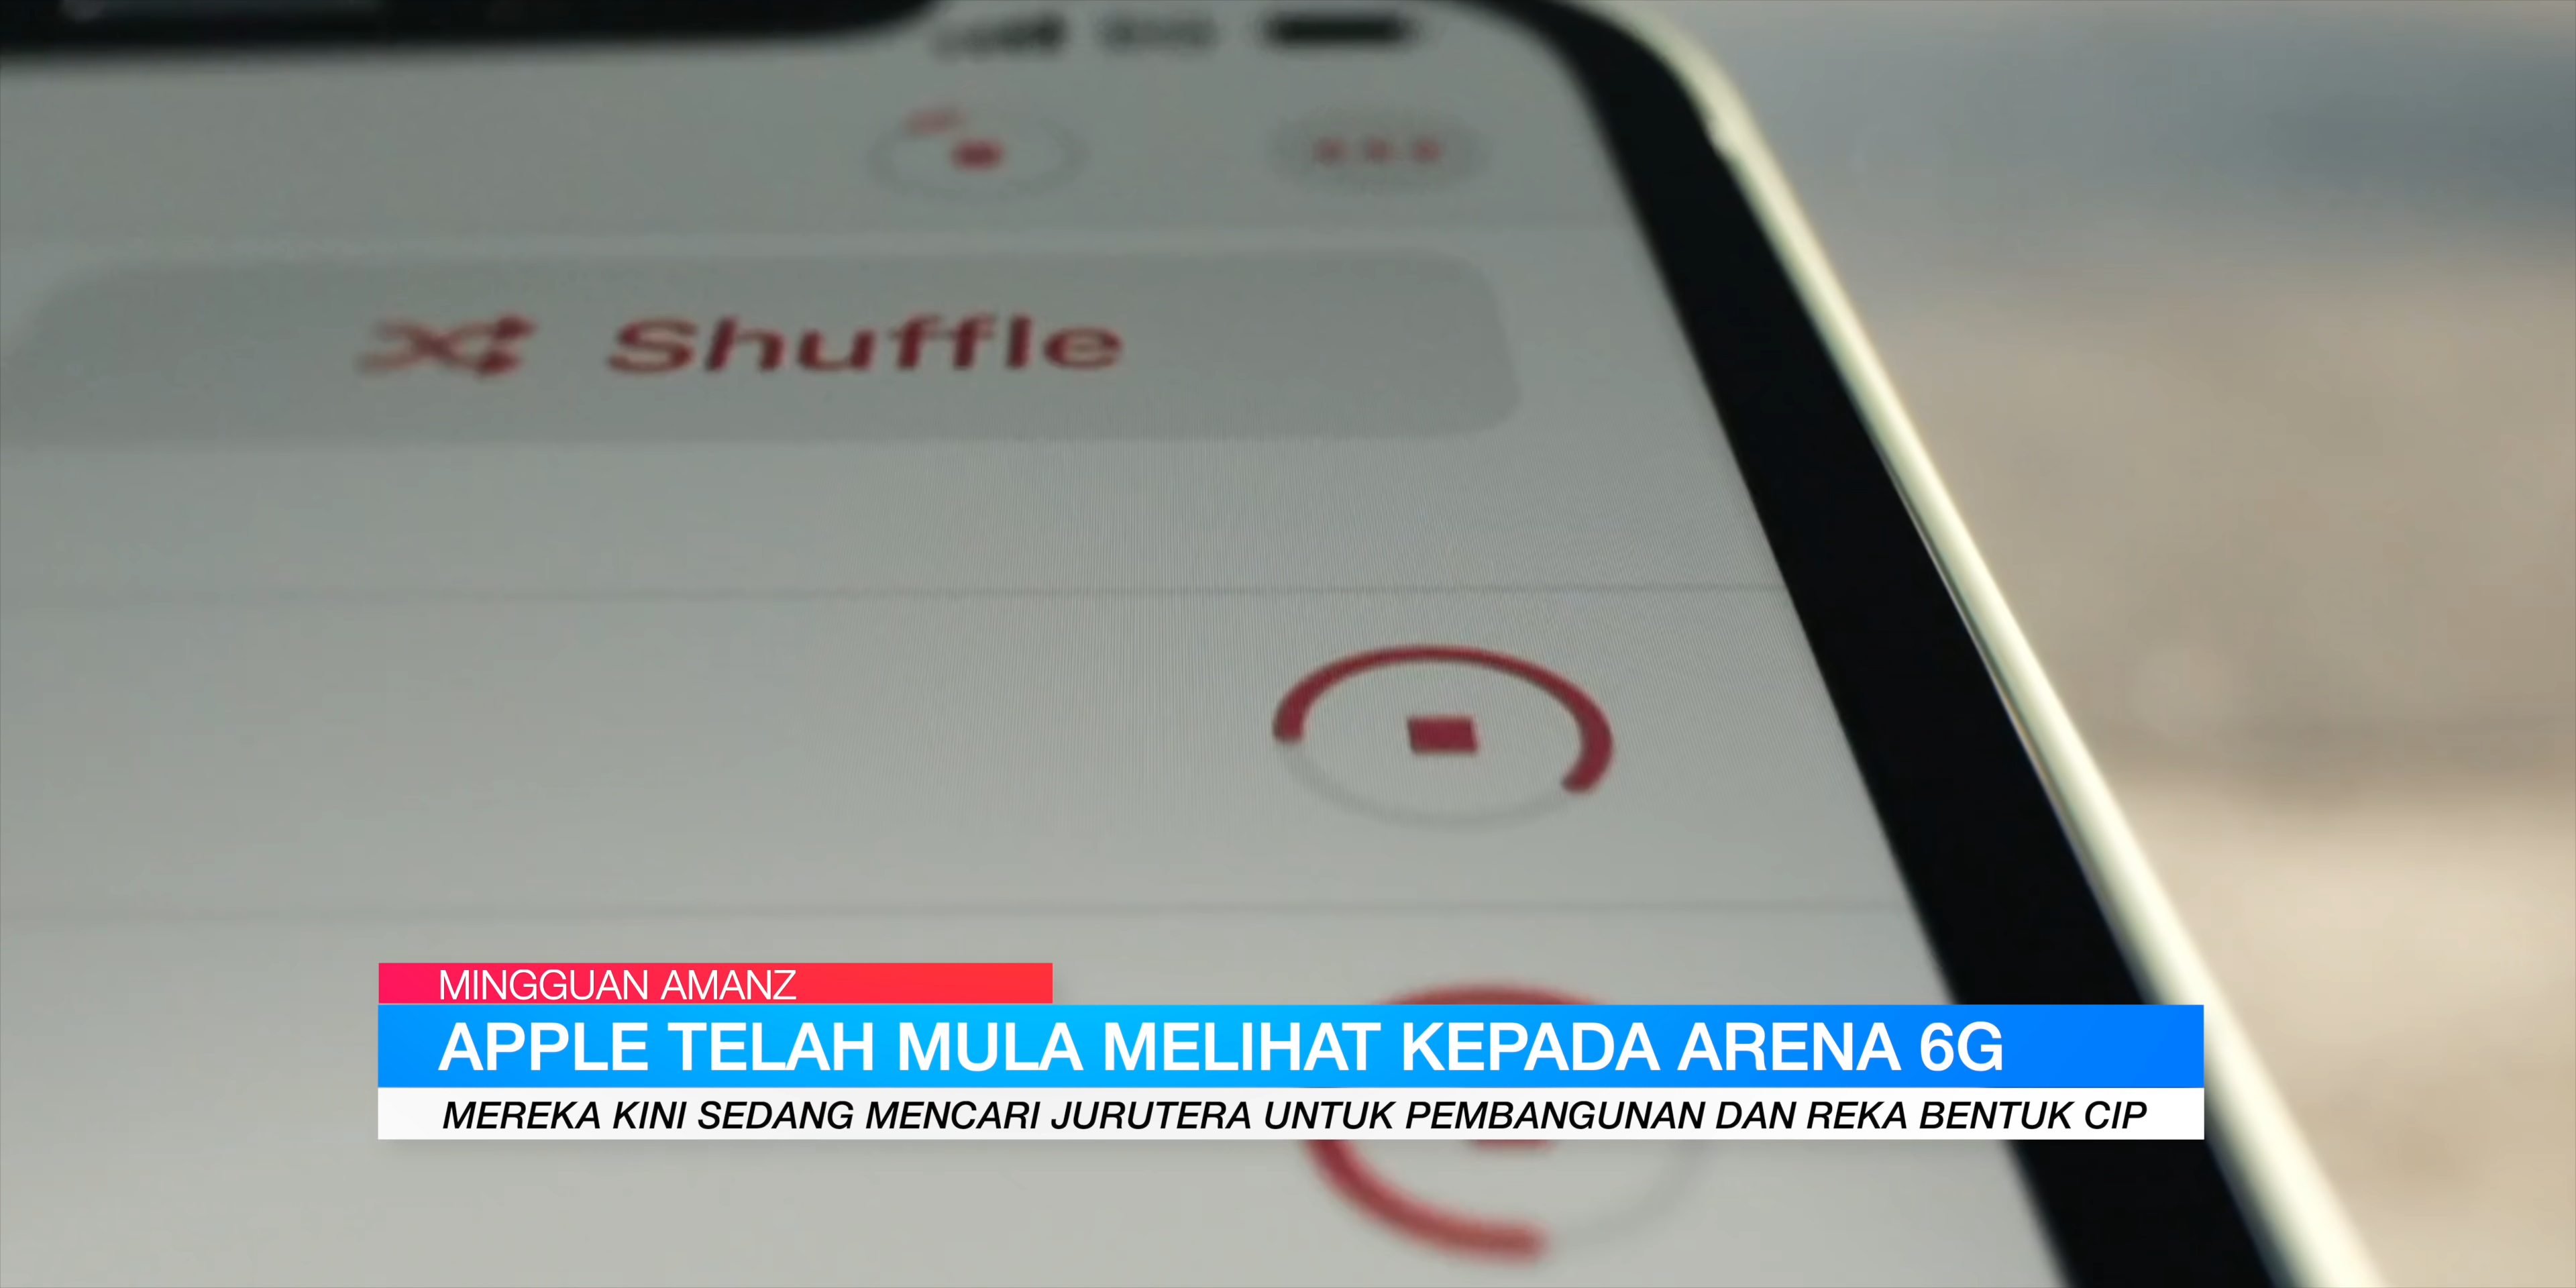 Shuffle
MINGGUAN AMANZ
APPLE TELAH MULA MELIHAT KEPADA ARENA 6G
MEREKA KINI SEDANG MENCARI JURUTERA UNTUK PEMBANGUNAN DAN REKA BENTUK CIP